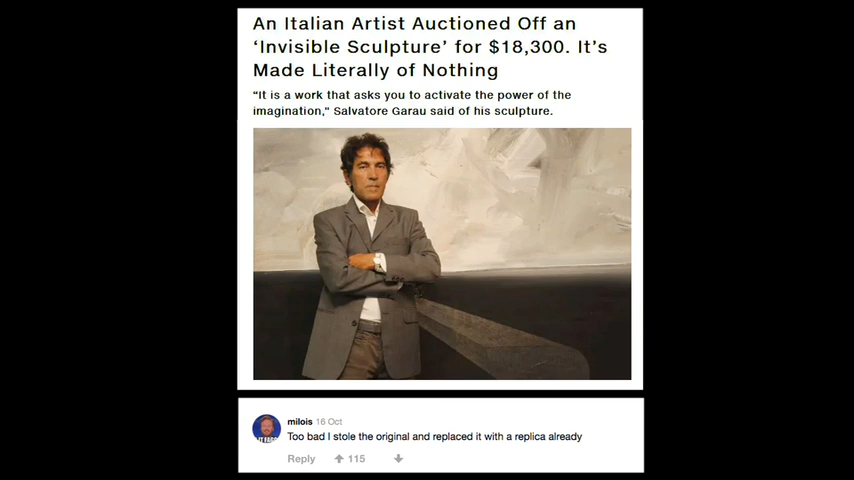 An Italian Artist Auctioned Off an
‘Invisible Sculpture’ for $18,300. It’s
Made Literally of Nothing
“It is a work that asks you to activate the power of the
imagination,” Salvatore Garau said of his sculpture.
milois 16 Oct
Too bad I stole the original and replaced it with a replica already
Reply 115